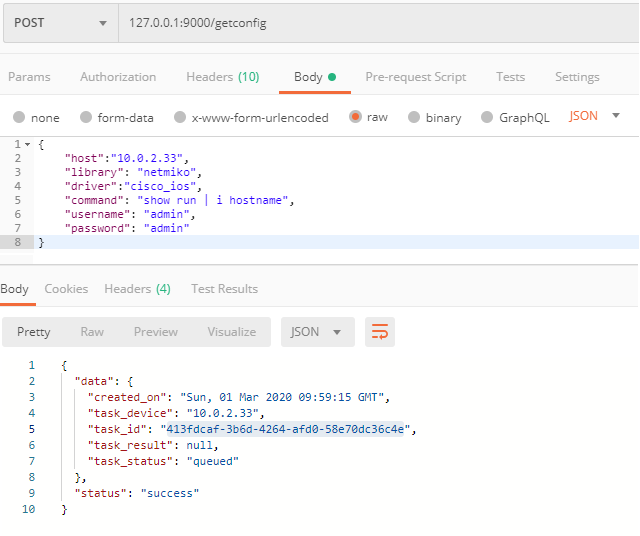 POST 127.0.0.1:9000/getconfig
Params Authorization Headers (10) Body Pre-request Script Tests Settings
none form-data x-www-form-urlencoded raw binary GraphQL JSON
1 {
2 "host":"10.0.2.33",
3 "library": "netmiko",
4 "driver":"cisco_ios",
5 "command": "show run | i hostname",
6 "username": "admin",
7 "password": "admin"
8 }
Body Cookies Headers (4) Test Results
Pretty Raw Preview Visualize JSON
1 {
2 "data": {
3 "created_on": "Sun, 01 Mar 2020 09:59:15 GMT",
4 "task_device": "10.0.2.33",
5 "task_id": "413fdcaf-3b6d-4264-afd0-58e70dc36c4e",
6 "task_result": null,
7 "task_status": "queued"
8 },
9 "status": "success"
10 }